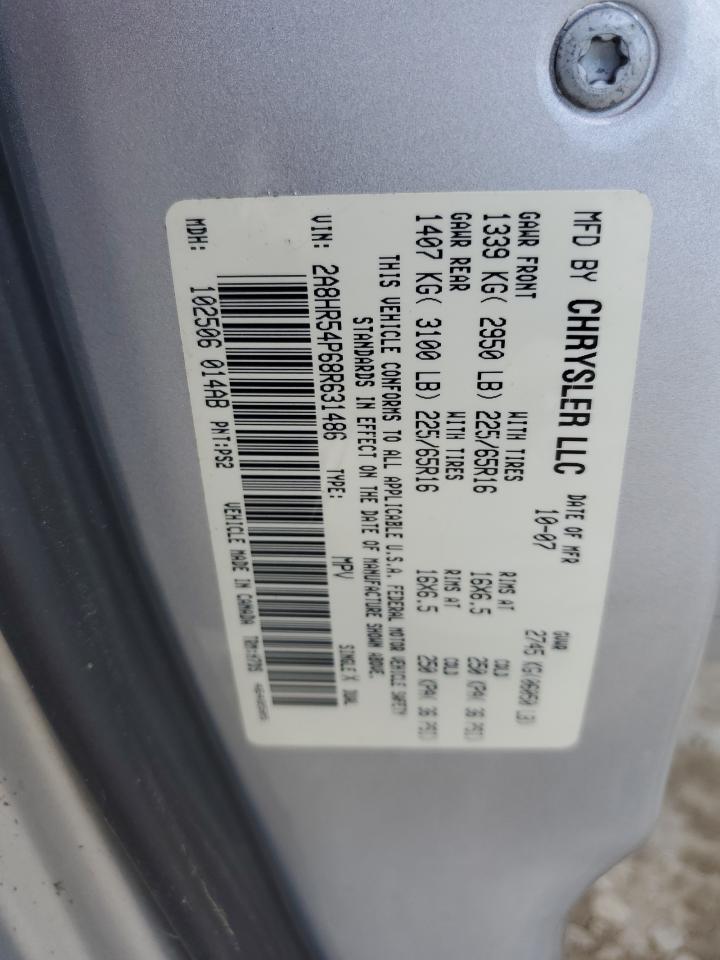 MFD BY CHRYSLER LLC DATE OF MFR 10-07 GVWR 2745 KG(06050 LB)
GAWR FRONT WITH TIRES RIMS AT COLD
1339 KG( 2950 LB) 225/65R16 16X6.5 250 KPA( 36 PSI)
GAWR REAR WITH TIRES RIMS AT COLD
1407 KG( 3100 LB) 225/65R16 16X6.5 250 KPA( 36 PSI)
THIS VEHICLE CONFORMS TO ALL APPLICABLE U.S.A. FEDERAL MOTOR VEHICLE SAFETY
STANDARDS IN EFFECT ON THE DATE OF MANUFACTURE SHOWN ABOVE.
VIN: 2A8HR54P68R631486 TYPE: MPV SINGLE X DUAL
MDH: 102506 014AB PNT:PS2 VEHICLE MADE IN CANADA